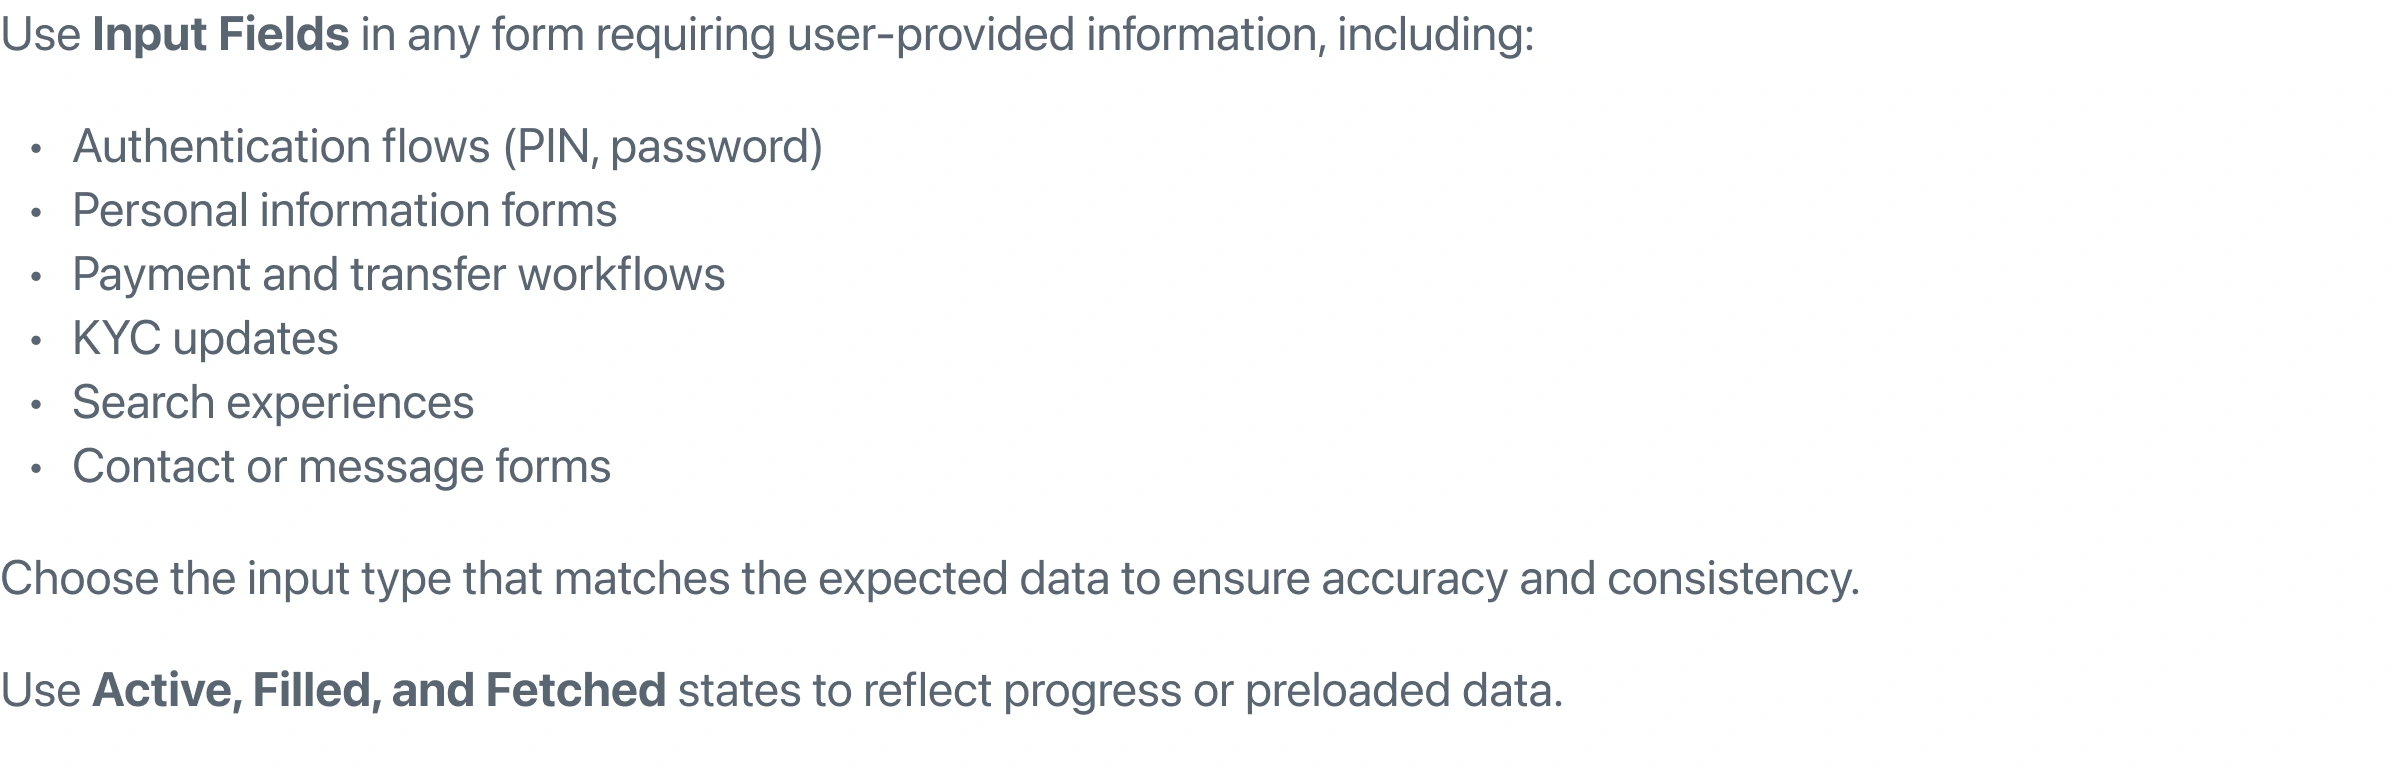 Use Input Fields in any form requiring user-provided information, including:
• Authentication flows (PIN, password)
• Personal information forms
• Payment and transfer workflows
• KYC updates
• Search experiences
• Contact or message forms
Choose the input type that matches the expected data to ensure accuracy and consistency.
Use Active, Filled, and Fetched states to reflect progress or preloaded data.